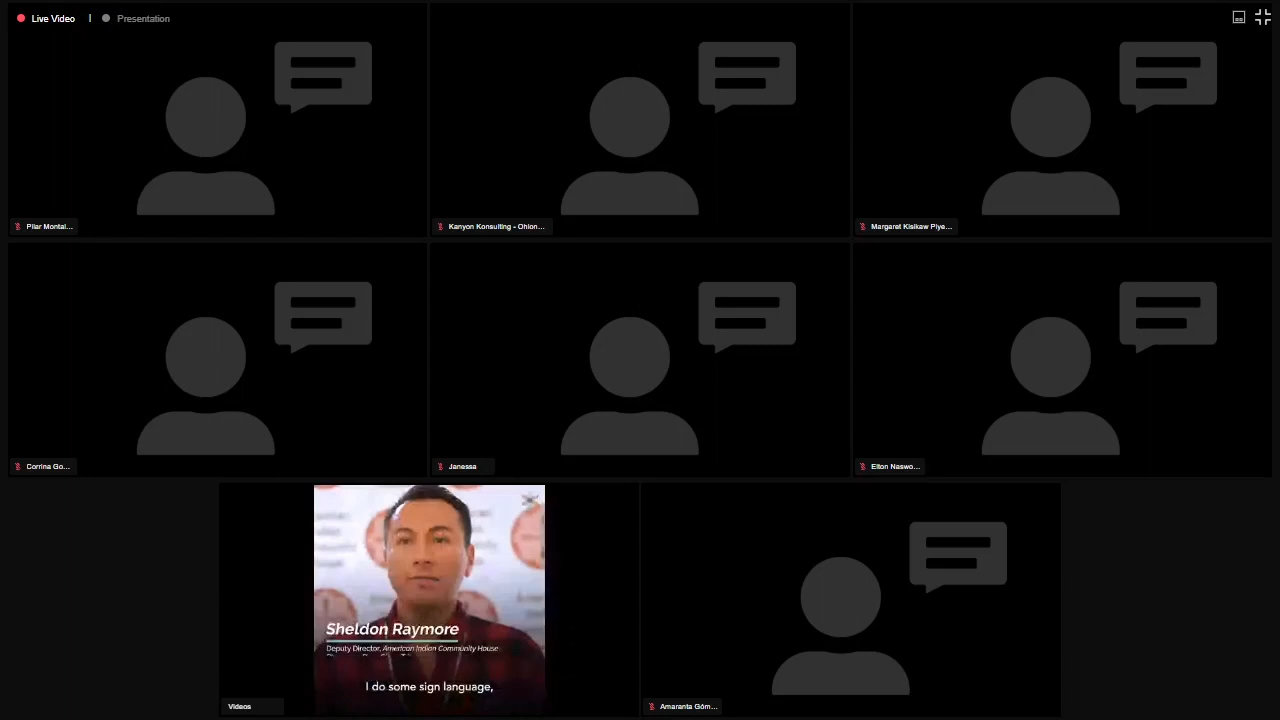 Live Video | Presentation
Pilar Montal...
Kanyon Konsulting - Ohlon...
Margaret Kisikaw Piye...
Corrina Go...
Janessa
Elton Naswo...
Sheldon Raymore
Deputy Director, American Indian Community House
I do some sign language,
Videos
Amaranta Góm...